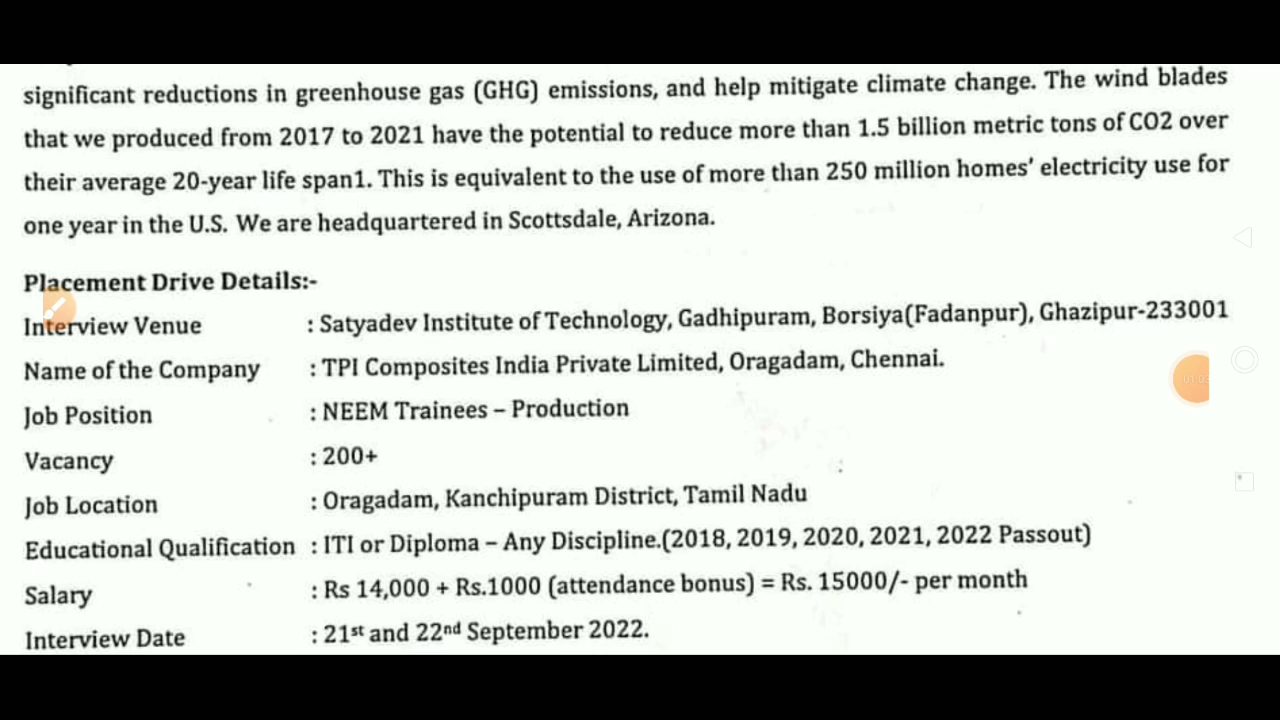 significant reductions in greenhouse gas (GHG) emissions, and help mitigate climate change. The wind blades
that we produced from 2017 to 2021 have the potential to reduce more than 1.5 billion metric tons of CO2 over
their average 20-year life span1. This is equivalent to the use of more than 250 million homes' electricity use for
one year in the U.S. We are headquartered in Scottsdale, Arizona.
Placement Drive Details:-
Interview Venue : Satyadev Institute of Technology, Gadhipuram, Borsiya(Fadanpur), Ghazipur-233001
Name of the Company : TPI Composites India Private Limited, Oragadam, Chennai.
Job Position : NEEM Trainees – Production
Vacancy : 200+
Job Location : Oragadam, Kanchipuram District, Tamil Nadu
Educational Qualification : ITI or Diploma – Any Discipline.(2018, 2019, 2020, 2021, 2022 Passout)
Salary : Rs 14,000 + Rs.1000 (attendance bonus) = Rs. 15000/- per month
Interview Date : 21st and 22nd September 2022.